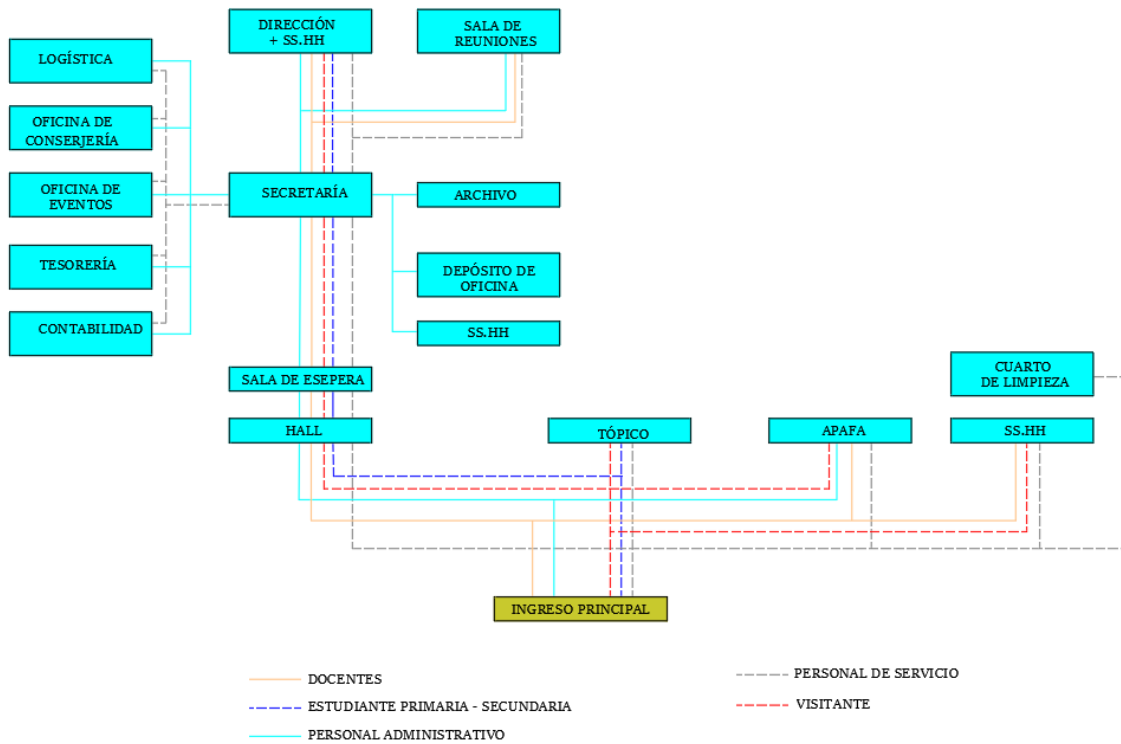 DIRECCIÓN
+ SS.HH
SALA DE
REUNIONES
LOGÍSTICA
OFICINA DE
CONSERJERÍA
OFICINA DE
EVENTOS
SECRETARÍA
ARCHIVO
TESORERÍA
DEPÓSITO DE
OFICINA
CONTABILIDAD
SS.HH
SALA DE ESEPERA
CUARTO
DE LIMPIEZA
HALL
TÓPICO
APAFA
SS.HH
INGRESO PRINCIPAL
DOCENTES
ESTUDIANTE PRIMARIA - SECUNDARIA
PERSONAL ADMINISTRATIVO
PERSONAL DE SERVICIO
VISITANTE